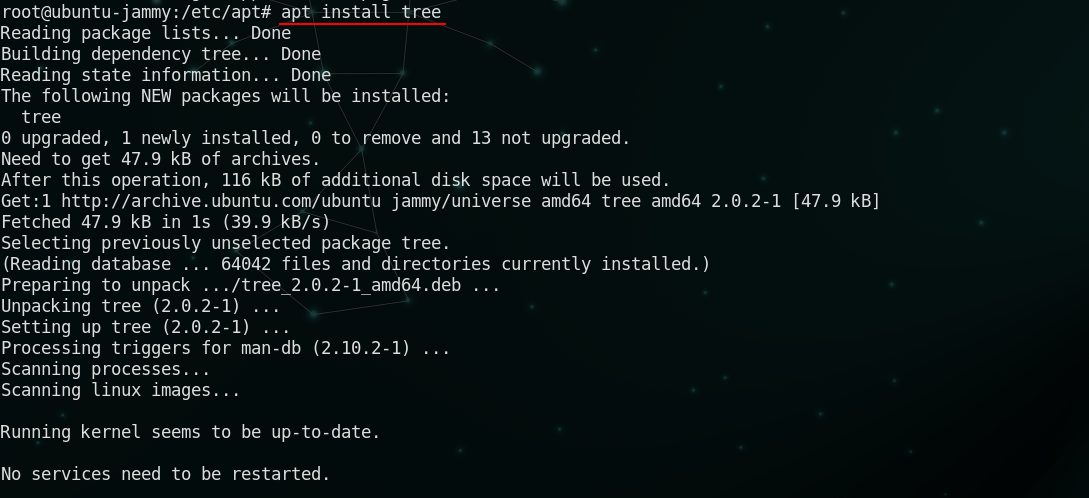 root@ubuntu-jammy:/etc/apt# apt install tree
Reading package lists... Done
Building dependency tree... Done
Reading state information... Done
The following NEW packages will be installed:
  tree
0 upgraded, 1 newly installed, 0 to remove and 13 not upgraded.
Need to get 47.9 kB of archives.
After this operation, 116 kB of additional disk space will be used.
Get:1 http://archive.ubuntu.com/ubuntu jammy/universe amd64 tree amd64 2.0.2-1 [47.9 kB]
Fetched 47.9 kB in 1s (39.9 kB/s)
Selecting previously unselected package tree.
(Reading database ... 64042 files and directories currently installed.)
Preparing to unpack .../tree_2.0.2-1_amd64.deb ...
Unpacking tree (2.0.2-1) ...
Setting up tree (2.0.2-1) ...
Processing triggers for man-db (2.10.2-1) ...
Scanning processes...
Scanning linux images...

Running kernel seems to be up-to-date.

No services need to be restarted.